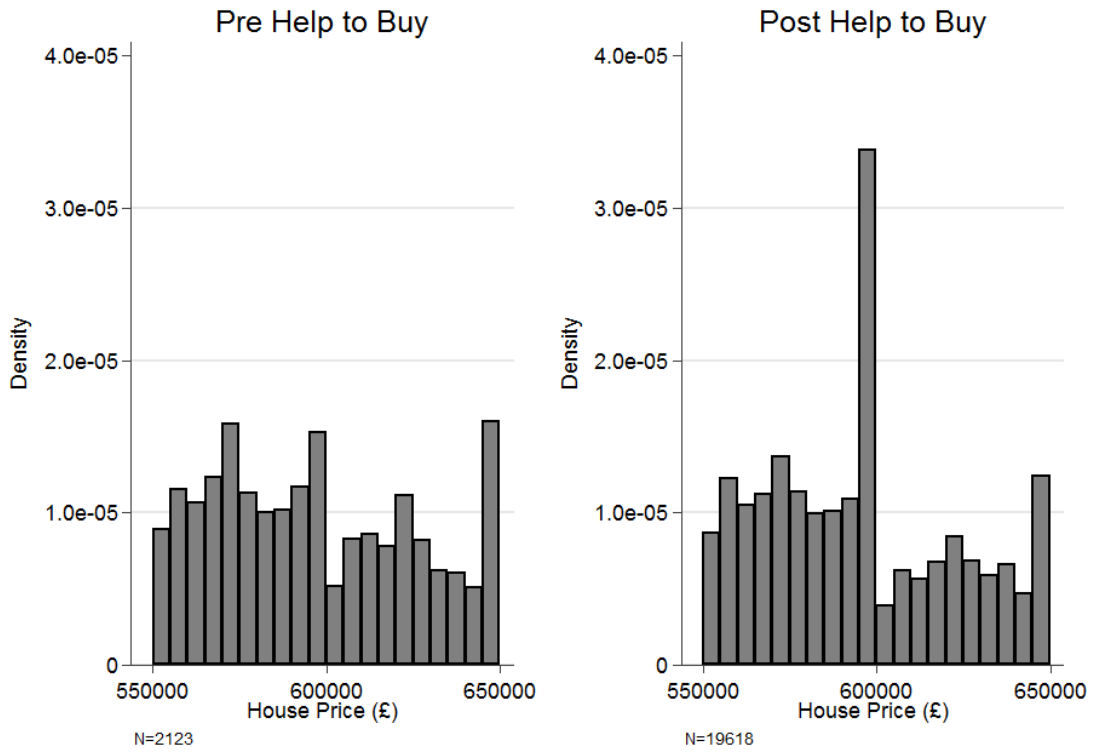 Pre Help to Buy
4.0e-05
3.0e-05
2.0e-05
1.0e-05
0
Density
550000 600000 650000
House Price (£)
N=2123
Post Help to Buy
4.0e-05
3.0e-05
2.0e-05
1.0e-05
0
Density
550000 600000 650000
House Price (£)
N=19618